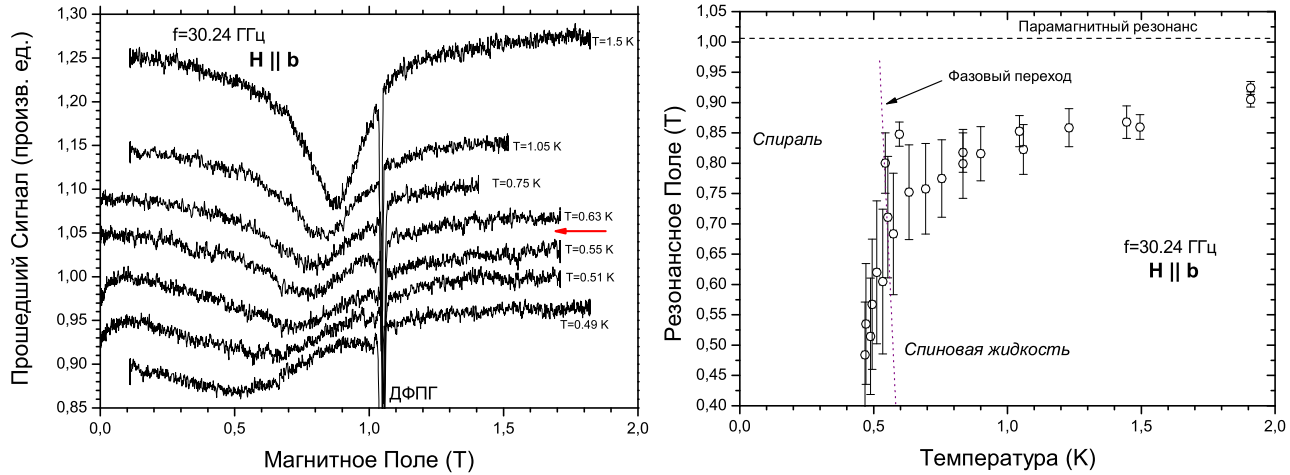 f=30.24 ГГц
H || b
T=1.5 K
T=1.05 K
T=0.75 K
T=0.63 K
T=0.55 K
T=0.51 K
T=0.49 K
ДФПГ
Прошедший Сигнал (произв. ед.)
1,30
1,25
1,20
1,15
1,10
1,05
1,00
0,95
0,90
0,85
0,0
0,5
1,0
1,5
2,0
Магнитное Поле (T)
Парамагнитный резонанс
Фазовый переход
Спираль
f=30.24 ГГц
H || b
Спиновая жидкость
Резонансное Поле (T)
1,05
1,00
0,95
0,90
0,85
0,80
0,75
0,70
0,65
0,60
0,55
0,50
0,45
0,40
0,0
0,5
1,0
1,5
2,0
Температура (K)